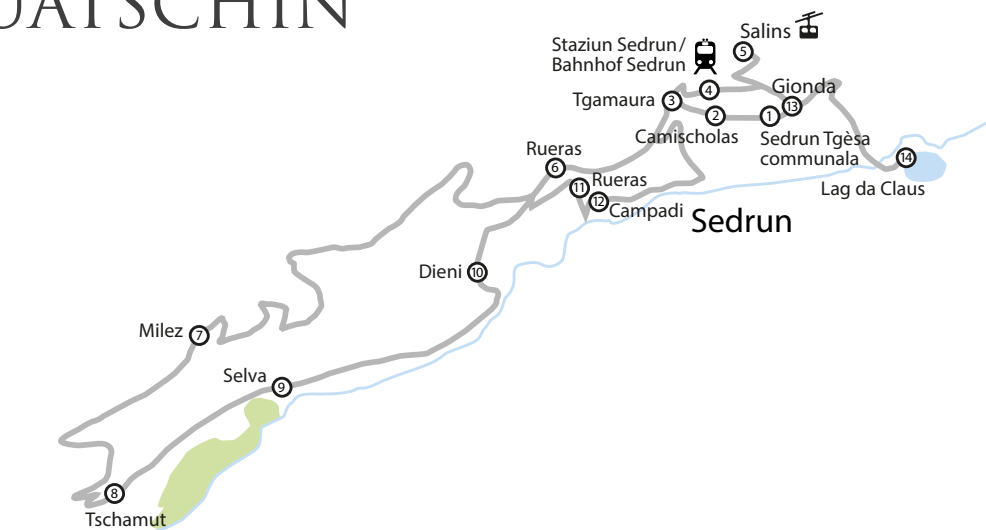 UATSCHIN
Salins
5
Staziun Sedrun/
Bahnhof Sedrun
4
Gionda
13
Tgamaura
3
2
1
Camischolas
Sedrun Tgèsa
communala
14
Lag da Claus
Rueras
6
11
Rueras
12
Campadi
Sedrun
Dieni
10
Milez
7
Selva
9
8
Tschamut